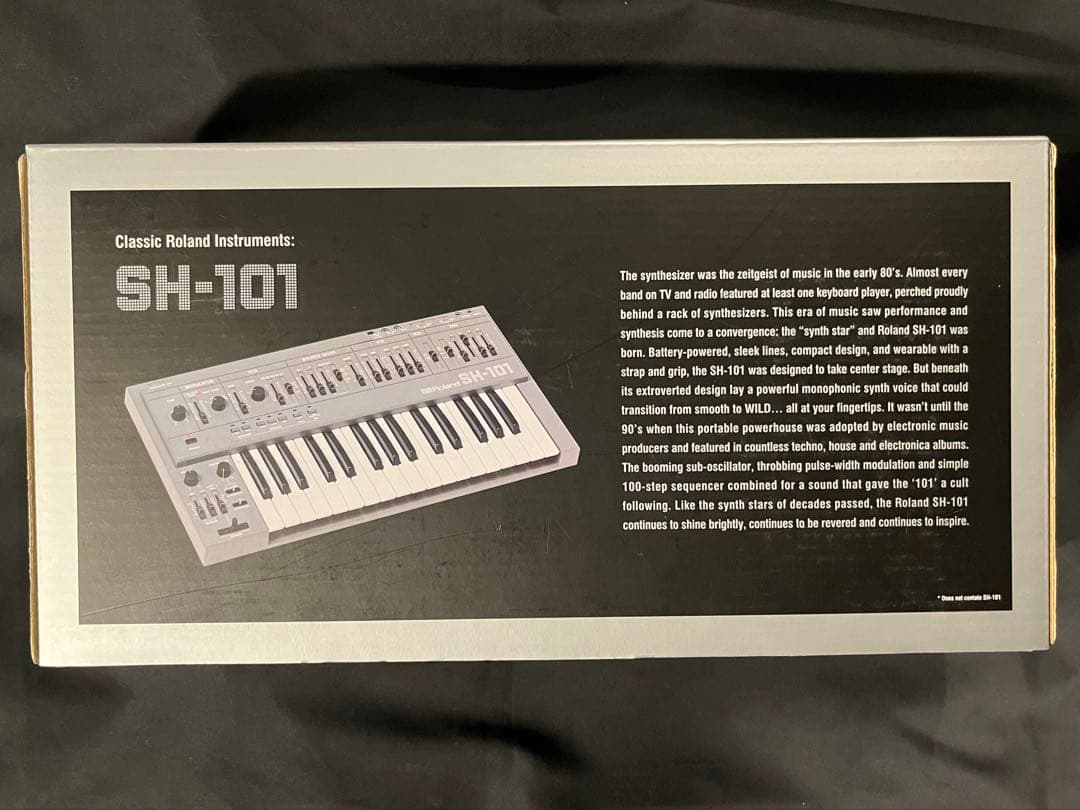 Classic Roland Instruments:
SH-101
The synthesizer was the zeitgeist of music in the early 80's. Almost every
band on TV and radio featured at least one keyboard player, perched proudly
behind a rack of synthesizers. This era of music saw performance and
synthesis come to a convergence: the "synth star" and Roland SH-101 was
born. Battery-powered, sleek lines, compact design, and wearable with a
strap and grip, the SH-101 was designed to take center stage. But beneath
its extroverted design lay a powerful monophonic synth voice that could
transition from smooth to WILD... all at your fingertips. It wasn't until the
90's when this portable powerhouse was adopted by electronic music
producers and featured in countless techno, house and electronica albums.
The booming sub-oscillator, throbbing pulse-width modulation and simple
100-step sequencer combined for a sound that gave the '101' a cult
following. Like the synth stars of decades passed, the Roland SH-101
continues to shine brightly, continues to be revered and continues to inspire.
* Does not contain SH-101
MODULATOR
SOURCE MIXER
VCF
Roland SH-101